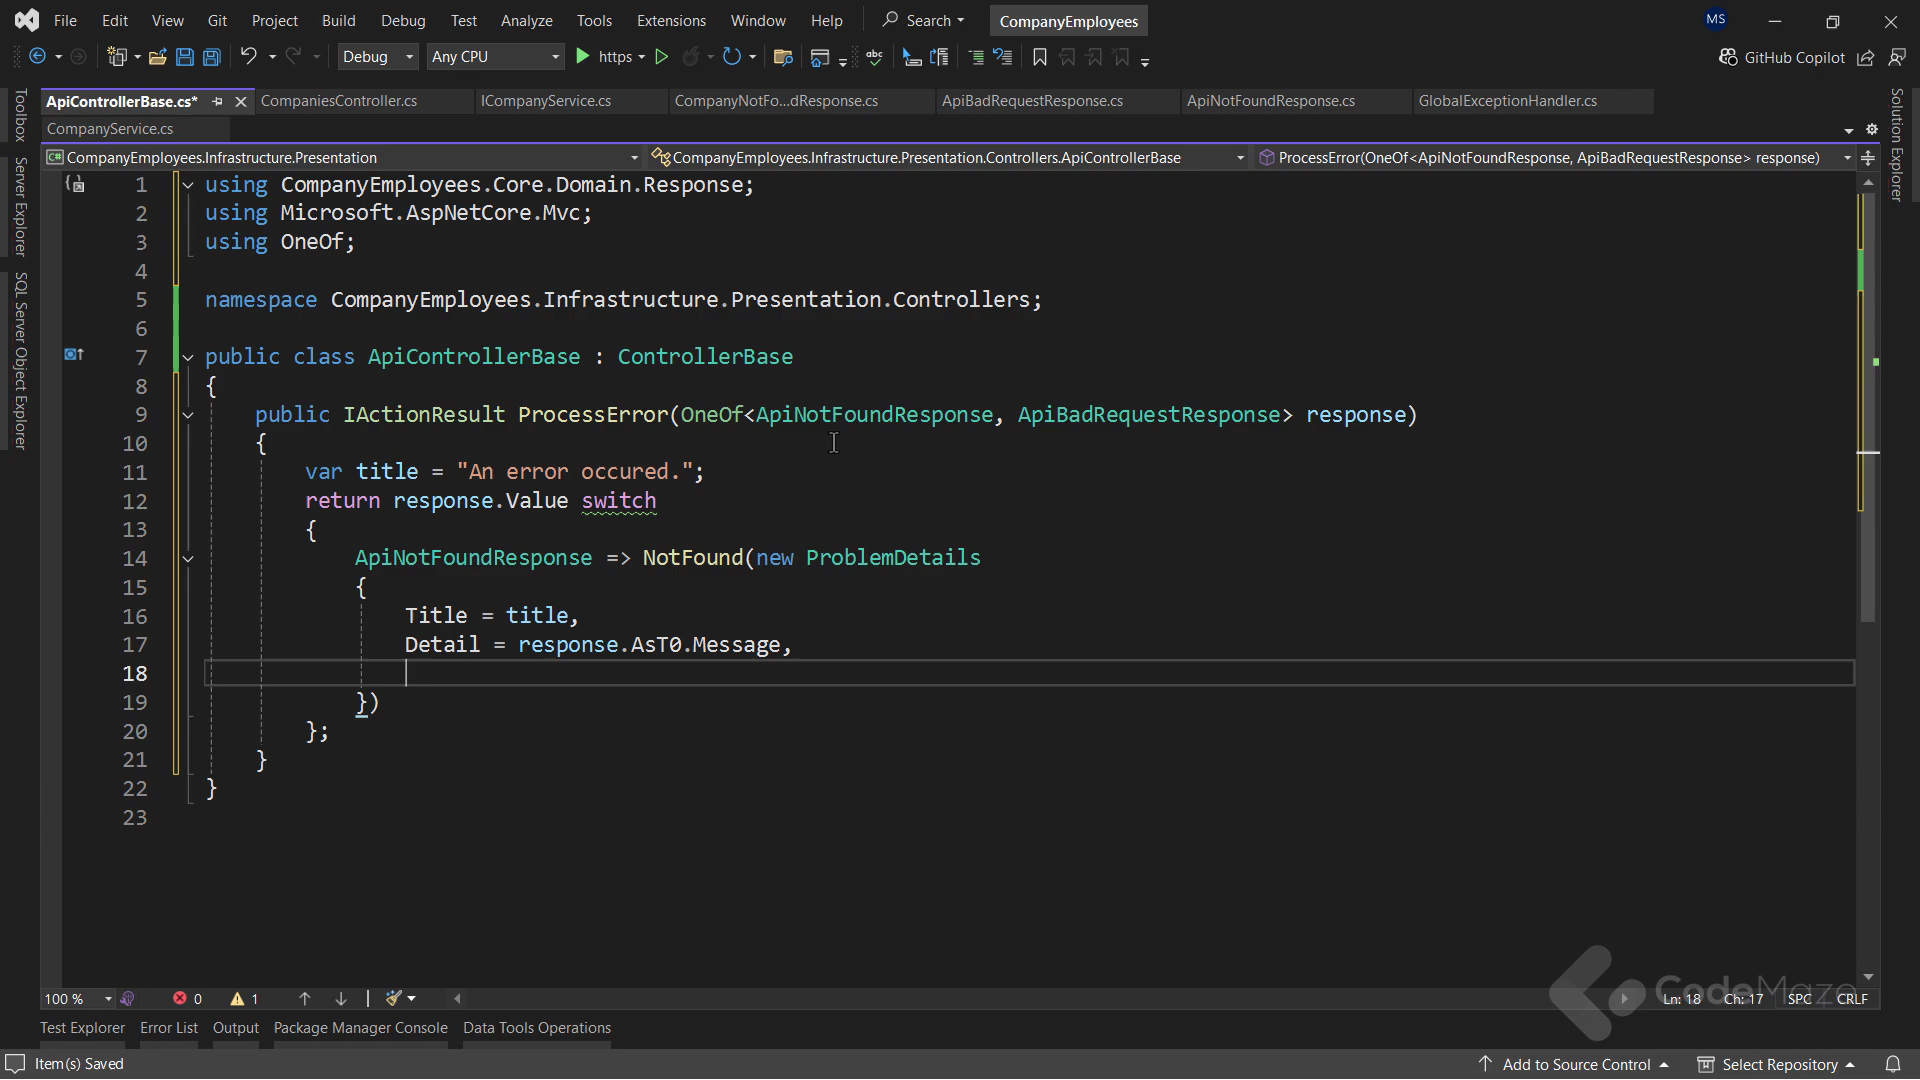 File Edit View Git Project Build Debug Test Analyze Tools Extensions Window Help Search CompanyEmployees MS
Debug Any CPU https abc GitHub Copilot
ApiControllerBase.cs* CompaniesController.cs ICompanyService.cs CompanyNotFo...dResponse.cs ApiBadRequestResponse.cs ApiNotFoundResponse.cs GlobalExceptionHandler.cs
CompanyService.cs
Toolbox
Server Explorer
SQL Server Object Explorer
Solution Explorer
C# CompanyEmployees.Infrastructure.Presentation CompanyEmployees.Infrastructure.Presentation.Controllers.ApiControllerBase ProcessError(OneOf<ApiNotFoundResponse, ApiBadRequestResponse> response)
1 using CompanyEmployees.Core.Domain.Response;
2 using Microsoft.AspNetCore.Mvc;
3 using OneOf;
4
5 namespace CompanyEmployees.Infrastructure.Presentation.Controllers;
6
7 public class ApiControllerBase : ControllerBase
8 {
9 public IActionResult ProcessError(OneOf<ApiNotFoundResponse, ApiBadRequestResponse> response)
10 {
11 var title = "An error occured.";
12 return response.Value switch
13 {
14 ApiNotFoundResponse => NotFound(new ProblemDetails
15 {
16 Title = title,
17 Detail = response.AsT0.Message,
18
19 })
20 };
21 }
22 }
23
CodeMaze
100 % 0 1 Ln: 18 Ch: 17 SPC CRLF
Test Explorer Error List Output Package Manager Console Data Tools Operations
Item(s) Saved Add to Source Control Select Repository